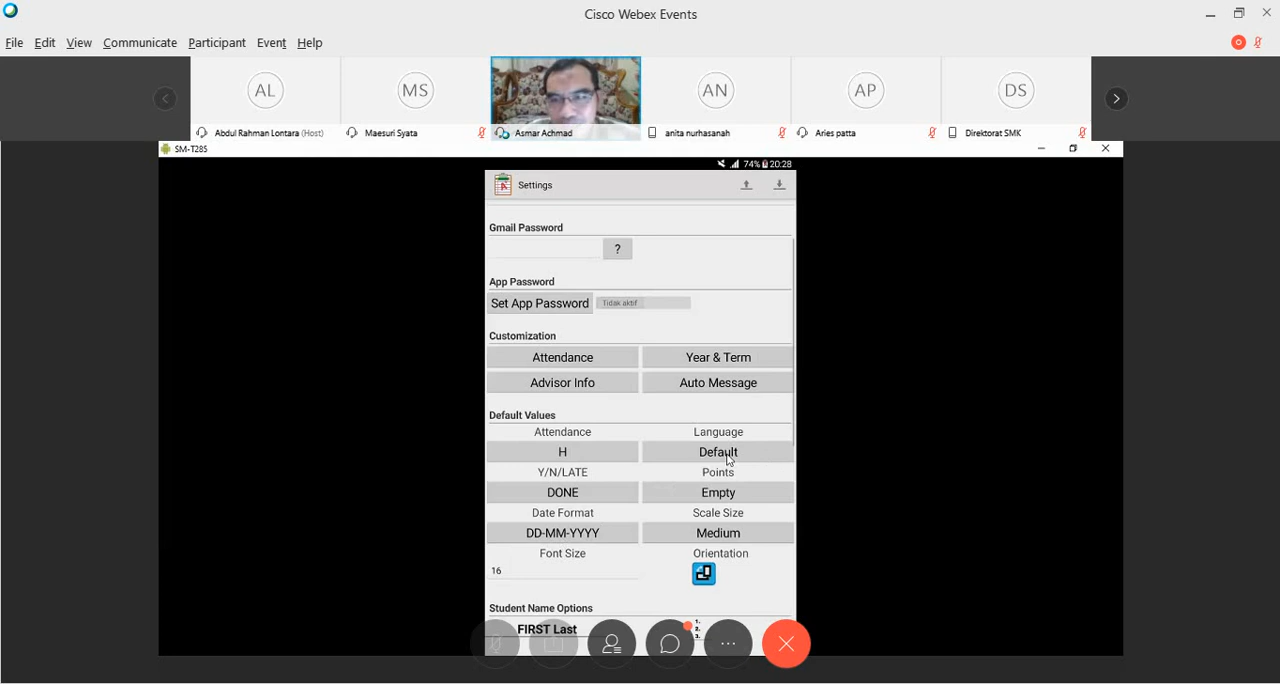 Cisco Webex Events
File Edit View Communicate Participant Event Help
AL MS AN AP DS
Abdul Rahman Lontara (Host) Maesuri Syata Asmar Achmad anita nurhasanah Aries patta Direktorat SMK
SM-T285
74% 20:28
Settings
Gmail Password
?
App Password
Set App Password Tidak aktif
Customization
Attendance Year & Term
Advisor Info Auto Message
Default Values
Attendance Language
H Default
Y/N/LATE Points
DONE Empty
Date Format Scale Size
DD-MM-YYYY Medium
Font Size Orientation
16
Student Name Options
FIRST Last
1.
2.
3.